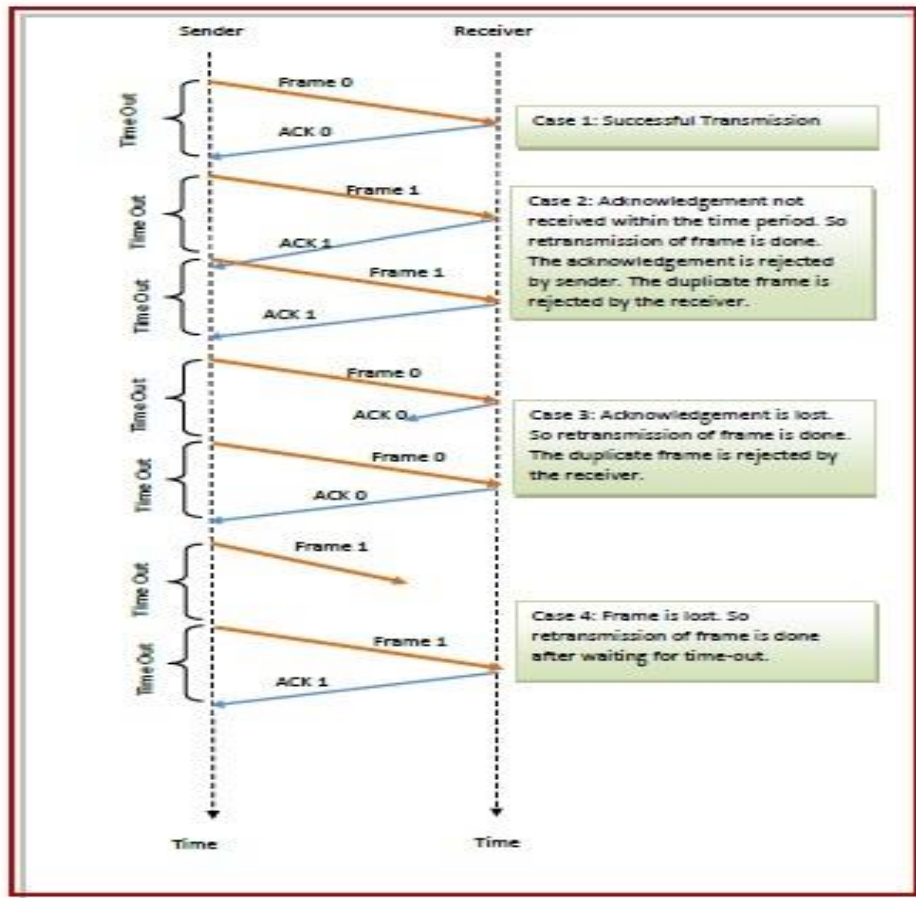 Sender
Receiver
Frame 0
Time Out
ACK 0
Case 1: Successful Transmission
Frame 1
Time Out
ACK 1
Case 2: Acknowledgement not
received within the time period. So
retransmission of frame is done.
The acknowledgement is rejected
by sender. The duplicate frame is
rejected by the receiver.
Frame 1
Time Out
ACK 1
Frame 0
Time Out
ACK 0
Case 3: Acknowledgement is lost.
So retransmission of frame is done.
The duplicate frame is rejected by
the receiver.
Frame 0
Time Out
ACK 0
Frame 1
Time Out
Case 4: Frame is lost. So
retransmission of frame is done
after waiting for time-out.
Frame 1
Time Out
ACK 1
Time
Time